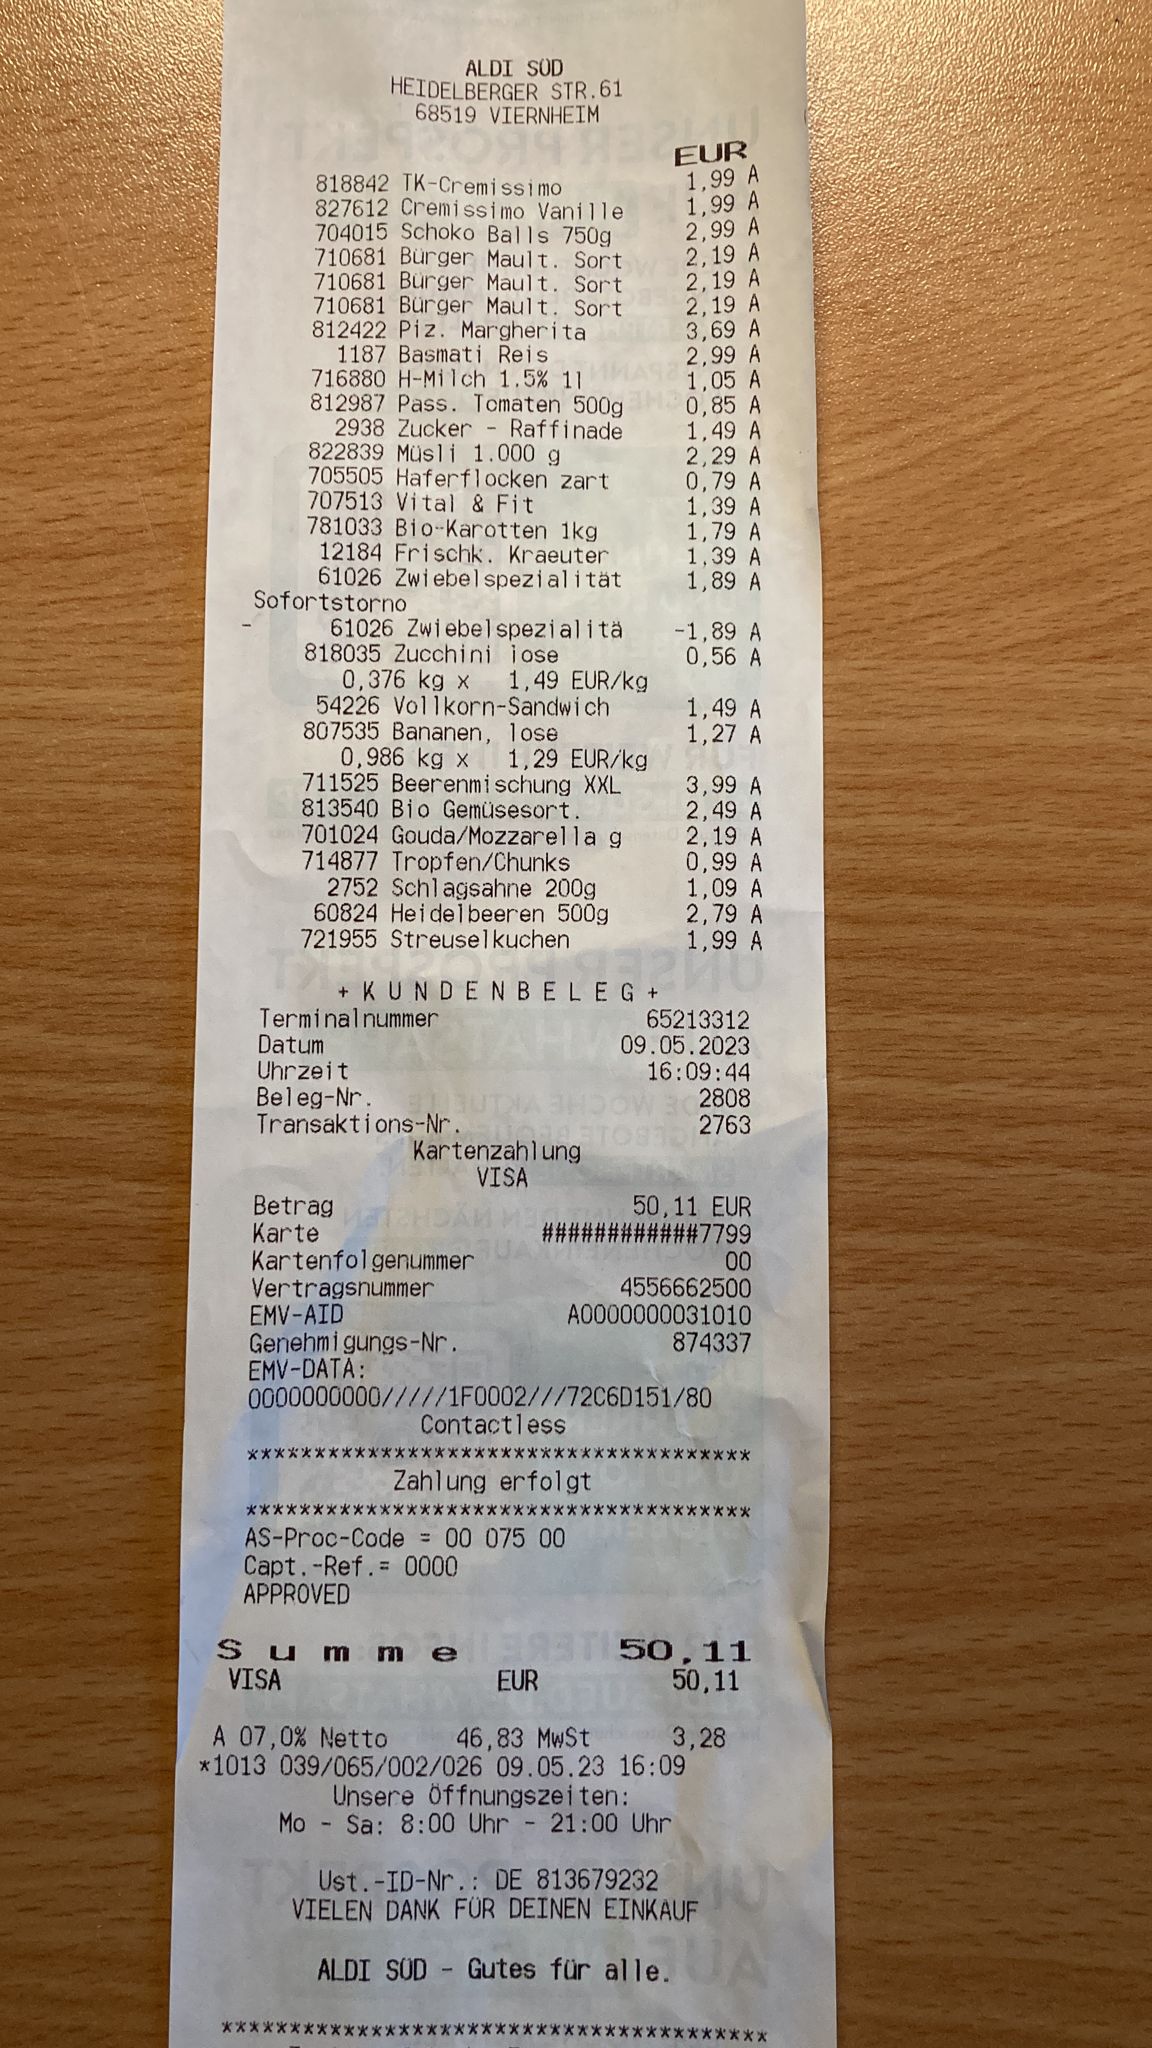 ALDI SÜD
HEIDELBERGER STR.61
68519 VIERNHEIM
EUR
818842 TK-Cremissimo 1,99 A
827612 Cremissimo Vanille 1,99 A
704015 Schoko Balls 750g 2,99 A
710681 Bürger Mault. Sort 2,19 A
710681 Bürger Mault. Sort 2,19 A
710681 Bürger Mault. Sort 2,19 A
812422 Piz. Margherita 3,69 A
1187 Basmati Reis 2,99 A
716880 H-Milch 1.5% 1l 1,05 A
812987 Pass. Tomaten 500g 0,85 A
2938 Zucker - Raffinade 1,49 A
822839 Müsli 1.000 g 2,29 A
705505 Haferflocken zart 0,79 A
707513 Vital & Fit 1,39 A
781033 Bio-Karotten 1kg 1,79 A
12184 Frischk. Kraeuter 1,39 A
61026 Zwiebelspezialität 1,89 A
Sofortstorno
- 61026 Zwiebelspezialitä -1,89 A
818035 Zucchini lose 0,56 A
0,376 kg x 1,49 EUR/kg
54226 Vollkorn-Sandwich 1,49 A
807535 Bananen, lose 1,27 A
0,986 kg x 1,29 EUR/kg
711525 Beerenmischung XXL 3,99 A
813540 Bio Gemüsesort. 2,49 A
701024 Gouda/Mozzarella g 2,19 A
714877 Tropfen/Chunks 0,99 A
2752 Schlagsahne 200g 1,09 A
60824 Heidelbeeren 500g 2,79 A
721955 Streuselkuchen 1,99 A
+ K U N D E N B E L E G +
Terminalnummer 65213312
Datum 09.05.2023
Uhrzeit 16:09:44
Beleg-Nr. 2808
Transaktions-Nr. 2763
Kartenzahlung
VISA
Betrag 50,11 EUR
Karte ############7799
Kartenfolgenummer 00
Vertragsnummer 4556662500
EMV-AID A0000000031010
Genehmigungs-Nr. 874337
EMV-DATA:
0000000000/////1F0002///72C6D151/80
Contactless
*************************************
Zahlung erfolgt
*************************************
AS-Proc-Code = 00 075 00
Capt.-Ref.= 0000
APPROVED
S u m m e 50,11
VISA EUR 50,11
A 07,0% Netto 46,83 MwSt 3,28
*1013 039/065/002/026 09.05.23 16:09
Unsere Öffnungszeiten:
Mo - Sa: 8:00 Uhr - 21:00 Uhr
Ust.-ID-Nr.: DE 813679232
VIELEN DANK FÜR DEINEN EINKAUF
ALDI SÜD - Gutes für alle.
****************************************